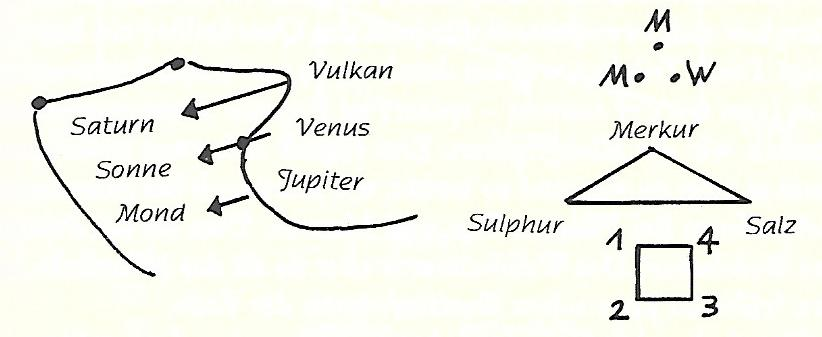 Vulkan
Saturn
Venus
Sonne
Jupiter
Mond
M
M W
Merkur
Sulphur
Salz
1 4
2 3